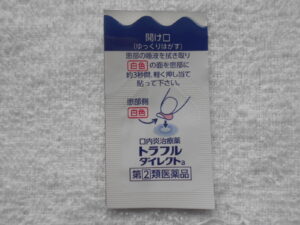 開け口
(ゆっくりはがす)
患部の唾液を拭き取り
白色の面を患部に
約3秒間、軽く押し当て
貼って下さい。
患部側
白色
口内炎治療薬
トラフル
ダイレクトa
第②類医薬品